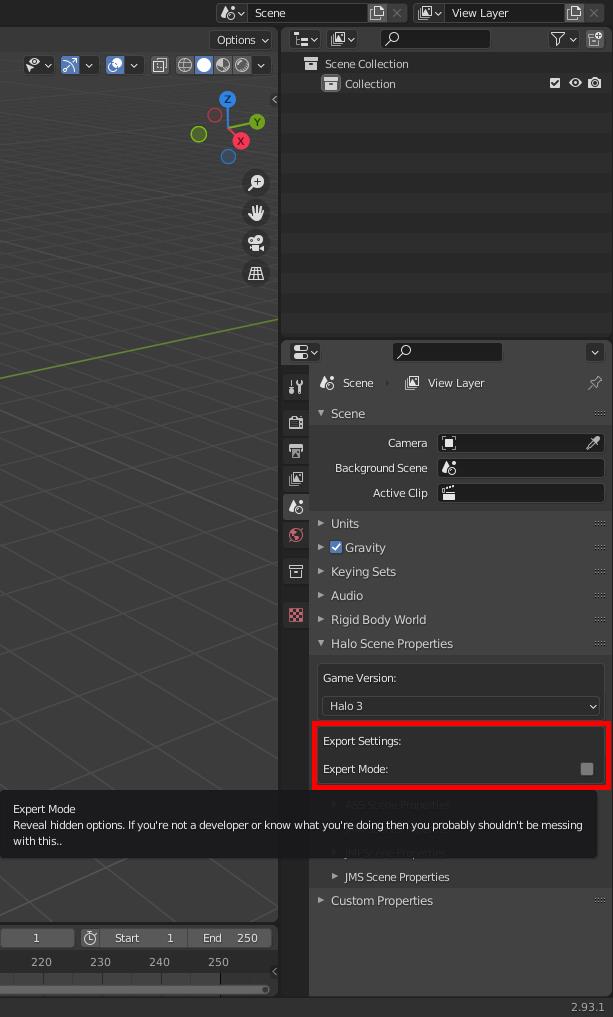 Scene
View Layer
Options
Scene Collection
Collection
Z
Y
X
Scene
View Layer
Scene
Camera
Background Scene
Active Clip
Units
Gravity
Keying Sets
Audio
Rigid Body World
Halo Scene Properties
Game Version:
Halo 3
Export Settings:
Expert Mode:
ASS Scene Properties
Expert Mode
Reveal hidden options. If you're not a developer or know what you're doing then you probably shouldn't be messing
with this..
JMS Scene Properties
Custom Properties
1
Start 1
End 250
220 230 240 250
2.93.1